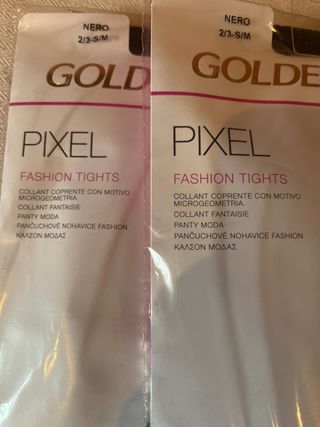 NERO
2/3-S/M
GOLD
PIXEL
FASHION TIGHTS
COLLANT COPRENTE CON MOTIVO
MICROGEOMETRIA.
COLLANT FANTAISIE
PANTY MODA
PANČUCHOVÉ NOHAVICE FASHION
ΚΑΛΣΟΝ ΜΟΔΑΣ
NERO
2/3-S/M
GOLDE
PIXEL
FASHION TIGHTS
COLLANT COPRENTE CON MOTIVO
MICROGEOMETRIA.
COLLANT FANTAISIE
PANTY MODA
PANČUCHOVÉ NOHAVICE FASHION
ΚΑΛΣΟΝ ΜΟΔΑΣ